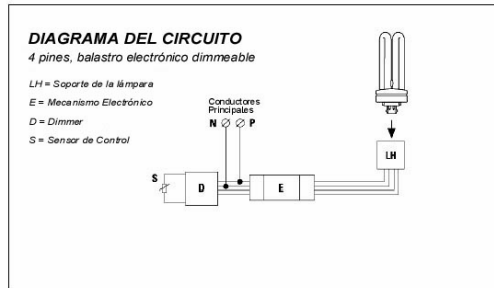 DIAGRAMA DEL CIRCUITO
4 pines, balastro electrónico dimmeable
LH = Soporte de la lámpara
E = Mecanismo Electrónico
D = Dimmer
S = Sensor de Control
Conductores
Principales
N P
LH
S
D
E